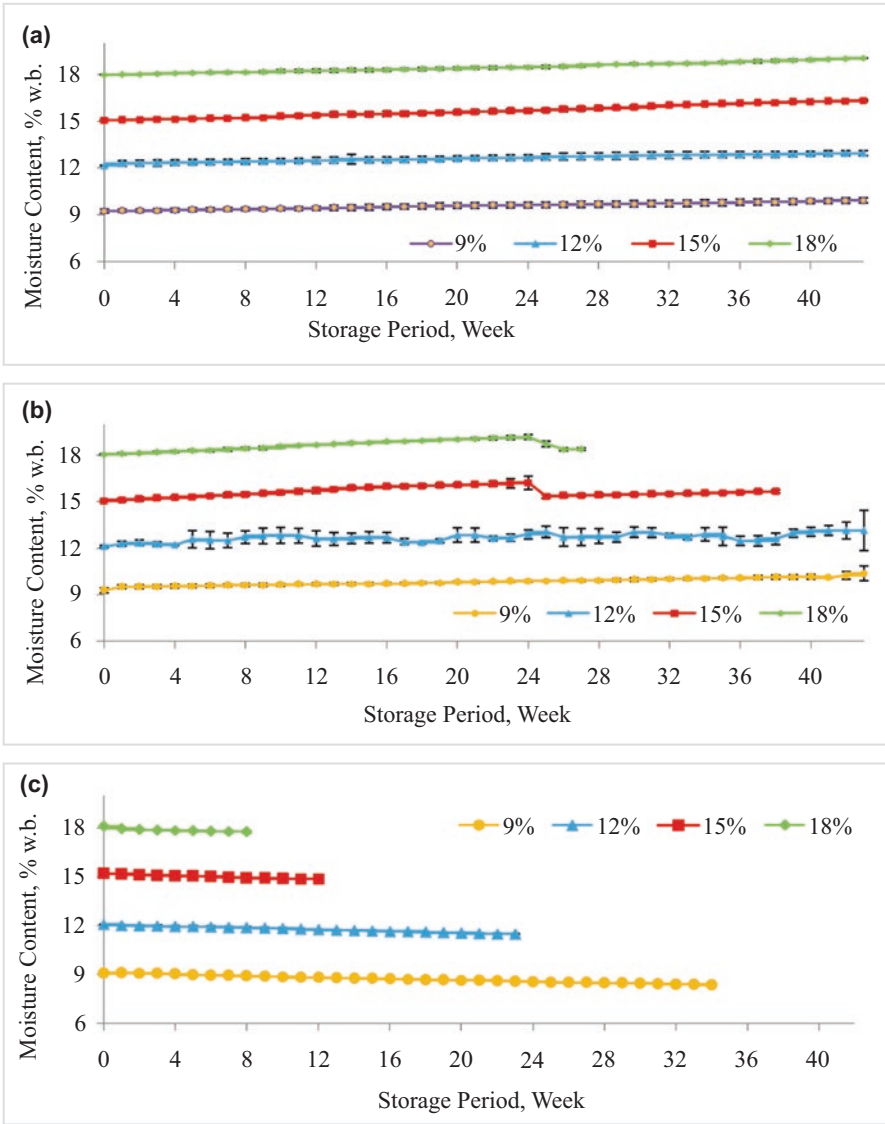 (a)
Moisture Content, % w.b.
18
15
12
9
6
9% 12% 15% 18%
0 4 8 12 16 20 24 28 32 36 40
Storage Period, Week
(b)
Moisture Content, % w.b.
18
15
12
9
6
9% 12% 15% 18%
0 4 8 12 16 20 24 28 32 36 40
Storage Period, Week
(c)
Moisture Content, % w.b.
9% 12% 15% 18%
18
15
12
9
6
0 4 8 12 16 20 24 28 32 36 40
Storage Period, Week